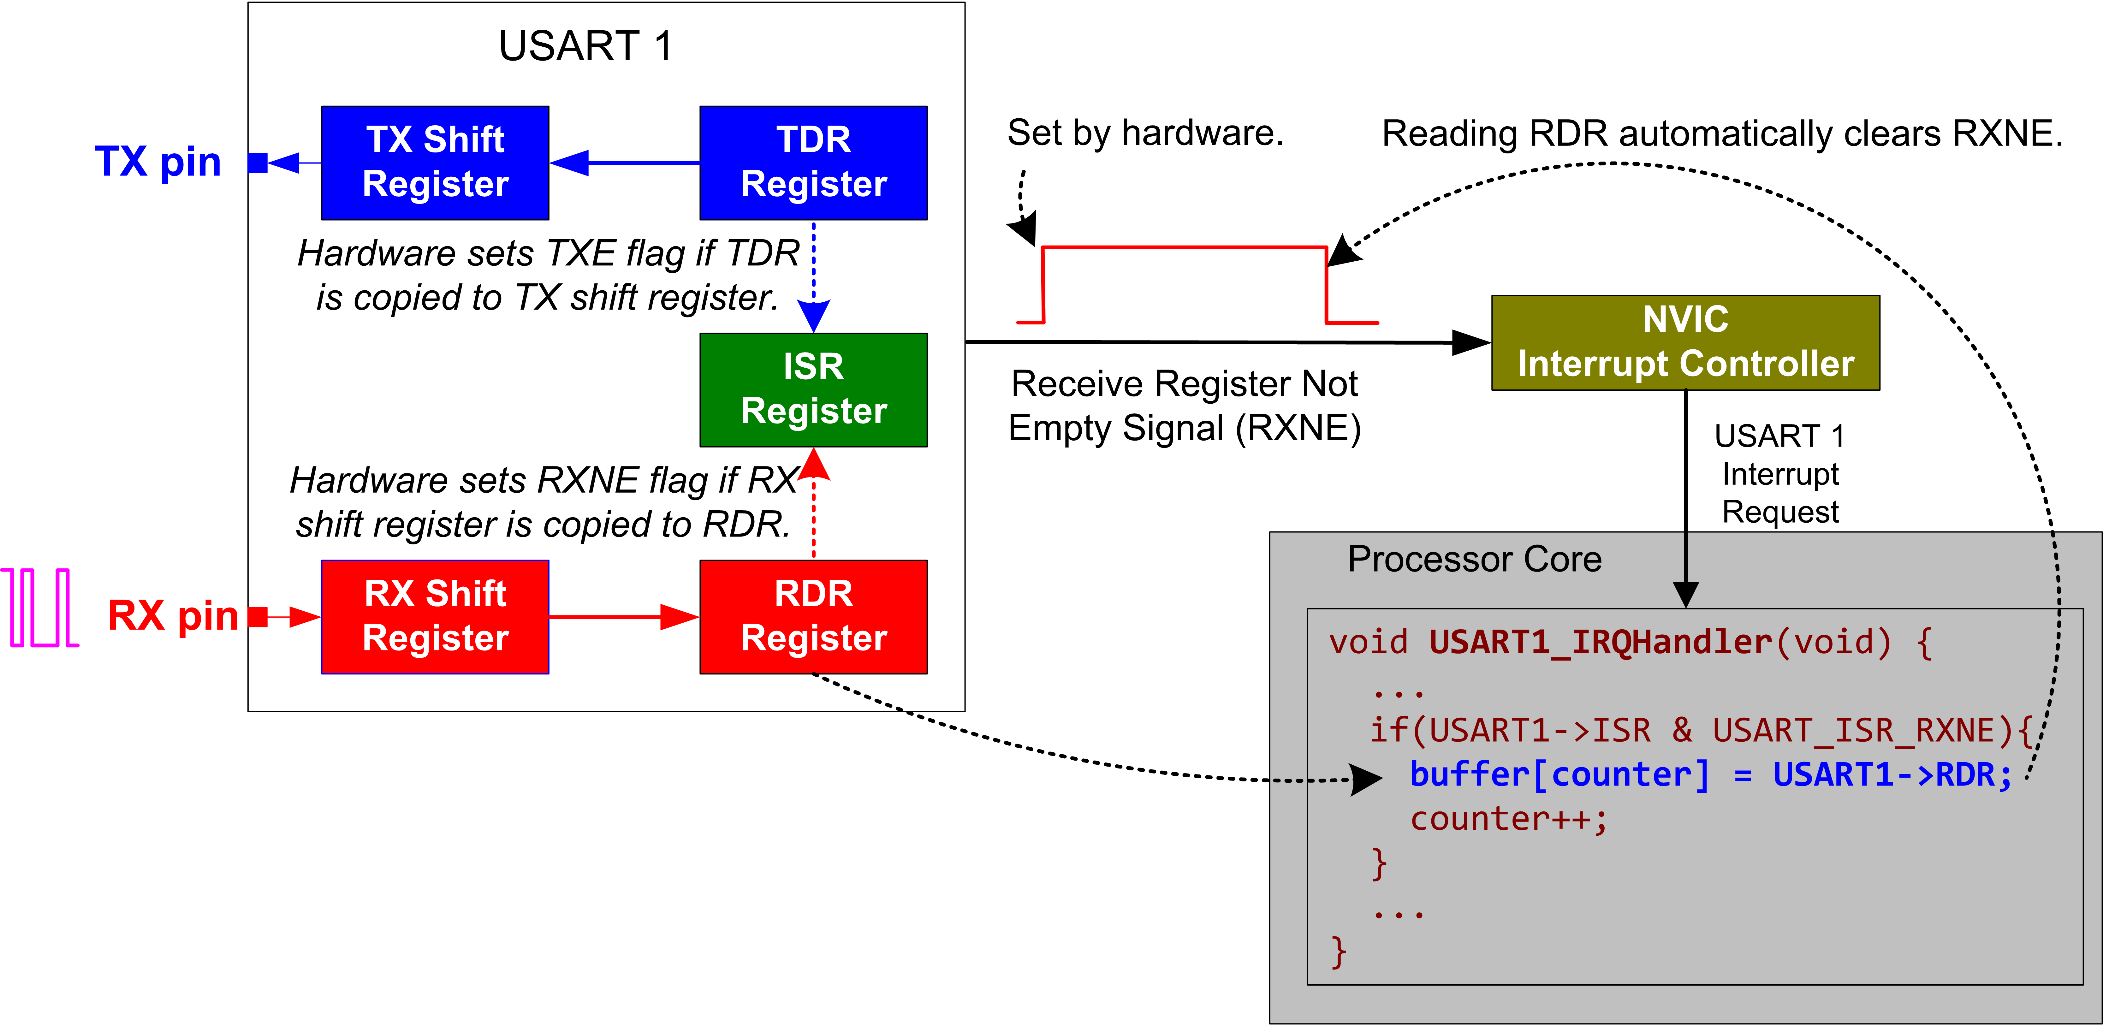 USART 1
TX pin
TX Shift
Register
TDR
Register
Hardware sets TXE flag if TDR
is copied to TX shift register.
ISR
Register
Hardware sets RXNE flag if RX
shift register is copied to RDR.
RX pin
RX Shift
Register
RDR
Register
Set by hardware.
Reading RDR automatically clears RXNE.
Receive Register Not
Empty Signal (RXNE)
NVIC
Interrupt Controller
USART 1
Interrupt
Request
Processor Core
void USART1_IRQHandler(void) {
...
if(USART1->ISR & USART_ISR_RXNE){
buffer[counter] = USART1->RDR;
counter++;
}
...
}